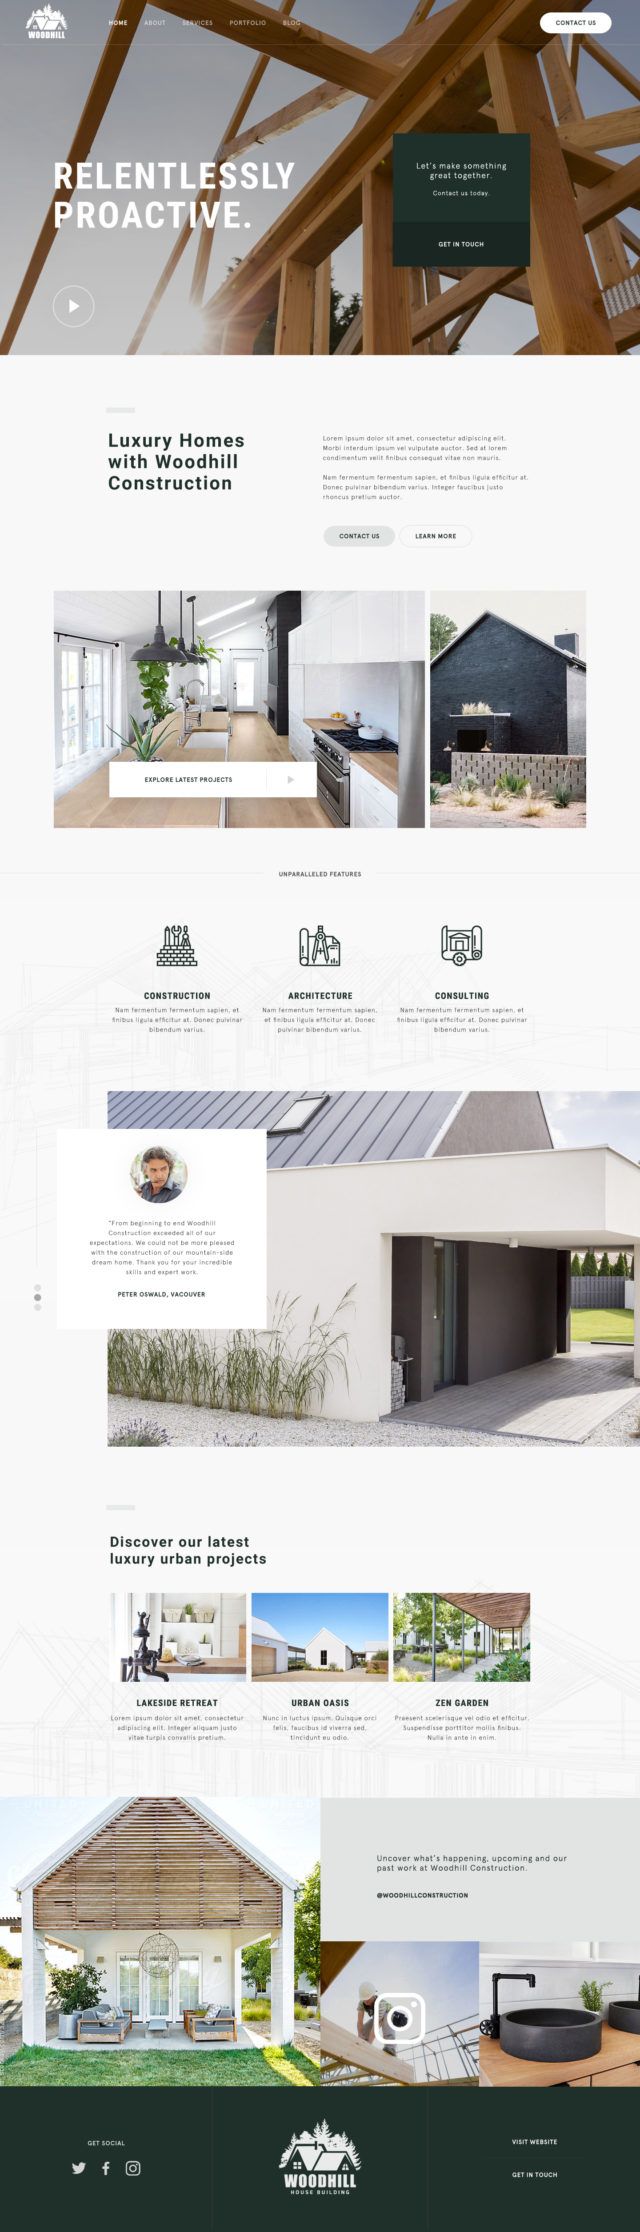 WOODHILL
HOME ABOUT SERVICES PORTFOLIO BLOG
CONTACT US
RELENTLESSLY
PROACTIVE.
Let's make something
great together.
Contact us today.
GET IN TOUCH
Luxury Homes
with Woodhill
Construction
Lorem ipsum dolor sit amet, consectetur adipiscing elit.
Morbi interdum ipsum vel vulputate auctor. Sed at lorem
condimentum velit finibus consequat vitae non mauris.
Nam fermentum fermentum sapien, et finibus ligula efficitur at.
Donec pulvinar bibendum varius. Integer faucibus justo
rhoncus pretium auctor.
CONTACT US
LEARN MORE
EXPLORE LATEST PROJECTS
UNPARALLELED FEATURES
CONSTRUCTION
Nam fermentum fermentum sapien, et
finibus ligula efficitur at. Donec pulvinar
bibendum varius.
ARCHITECTURE
Nam fermentum fermentum sapien,
et finibus ligula efficitur at. Donec
pulvinar bibendum varius.
CONSULTING
Nam fermentum fermentum sapien, et
finibus ligula efficitur at. Donec pulvinar
bibendum varius.
"From beginning to end Woodhill
Construction exceeded all of our
expectations. We could not be more pleased
with the construction of our mountain-side
dream home. Thank you for your incredible
skills and expert work.
PETER OSWALD, VACOUVER
Discover our latest
luxury urban projects
LAKESIDE RETREAT
Lorem ipsum dolor sit amet, consectetur
adipiscing elit. Integer aliquam justo
vitae turpis convallis pretium.
URBAN OASIS
Nunc in luctus ipsum. Quisque orci
felis, faucibus id viverra sed,
tincidunt eu odio.
ZEN GARDEN
Praesent scelerisque vel odio et efficitur.
Suspendisse porttitor mollis finibus.
Nulla in ante in enim.
Uncover what's happening, upcoming and our
past work at Woodhill Construction.
@WOODHILLCONSTRUCTION
GET SOCIAL
WOODHILL
HOUSE BUILDING
VISIT WEBSITE
GET IN TOUCH